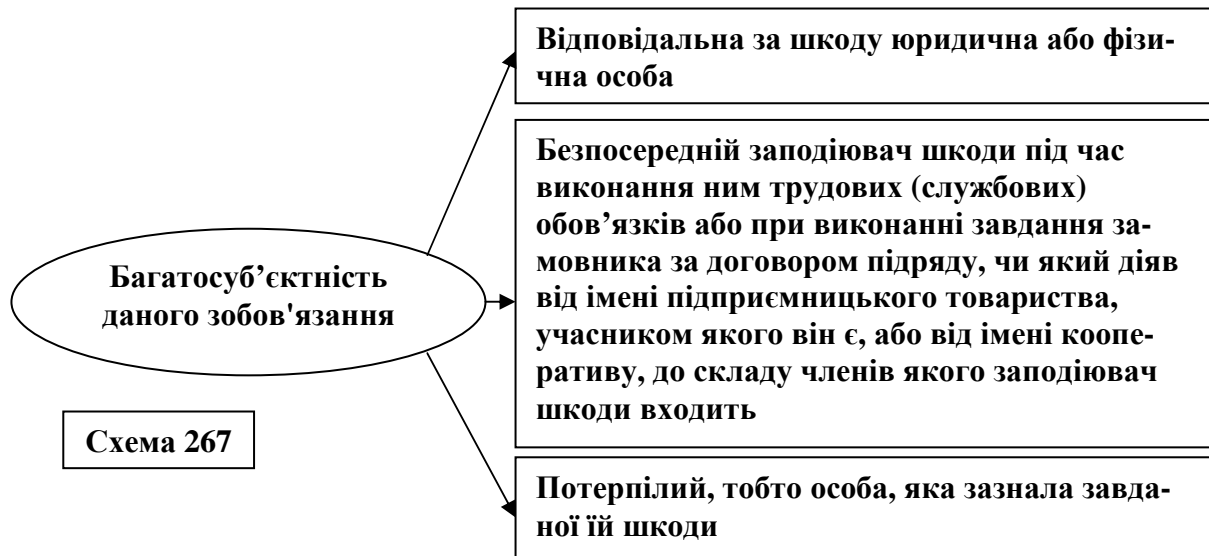 Відповідальна за шкоду юридична або фізи-
чна особа
Безпосередній заподіювач шкоди під час
виконання ним трудових (службових)
обов’язків або при виконанні завдання за-
мовника за договором підряду, чи який діяв
від імені підприємницького товариства,
учасником якого він є, або від імені коопе-
ративу, до складу членів якого заподіювач
шкоди входить
Багатосуб’єктність
даного зобов'язання
Схема 267
Потерпілий, тобто особа, яка зазнала завда-
ної їй шкоди